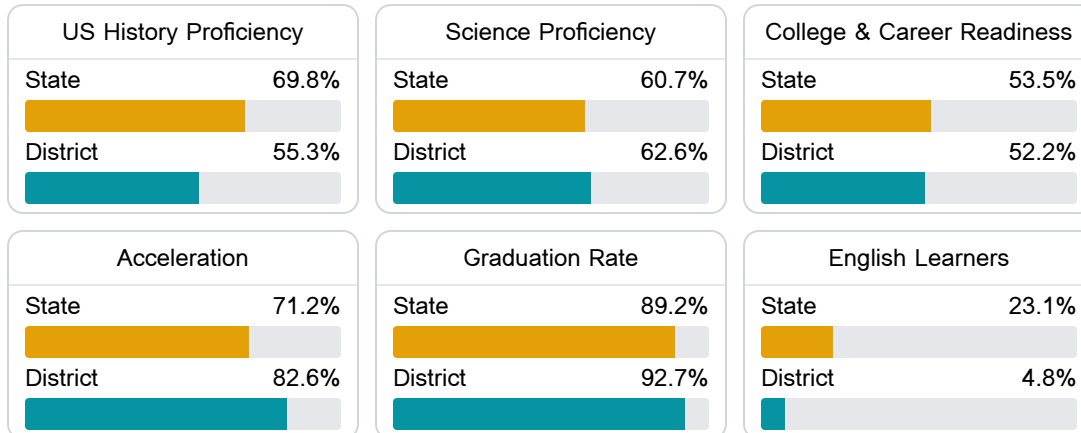 US History Proficiency
State 69.8%
District 55.3%
Science Proficiency
State 60.7%
District 62.6%
College & Career Readiness
State 53.5%
District 52.2%
Acceleration
State 71.2%
District 82.6%
Graduation Rate
State 89.2%
District 92.7%
English Learners
State 23.1%
District 4.8%